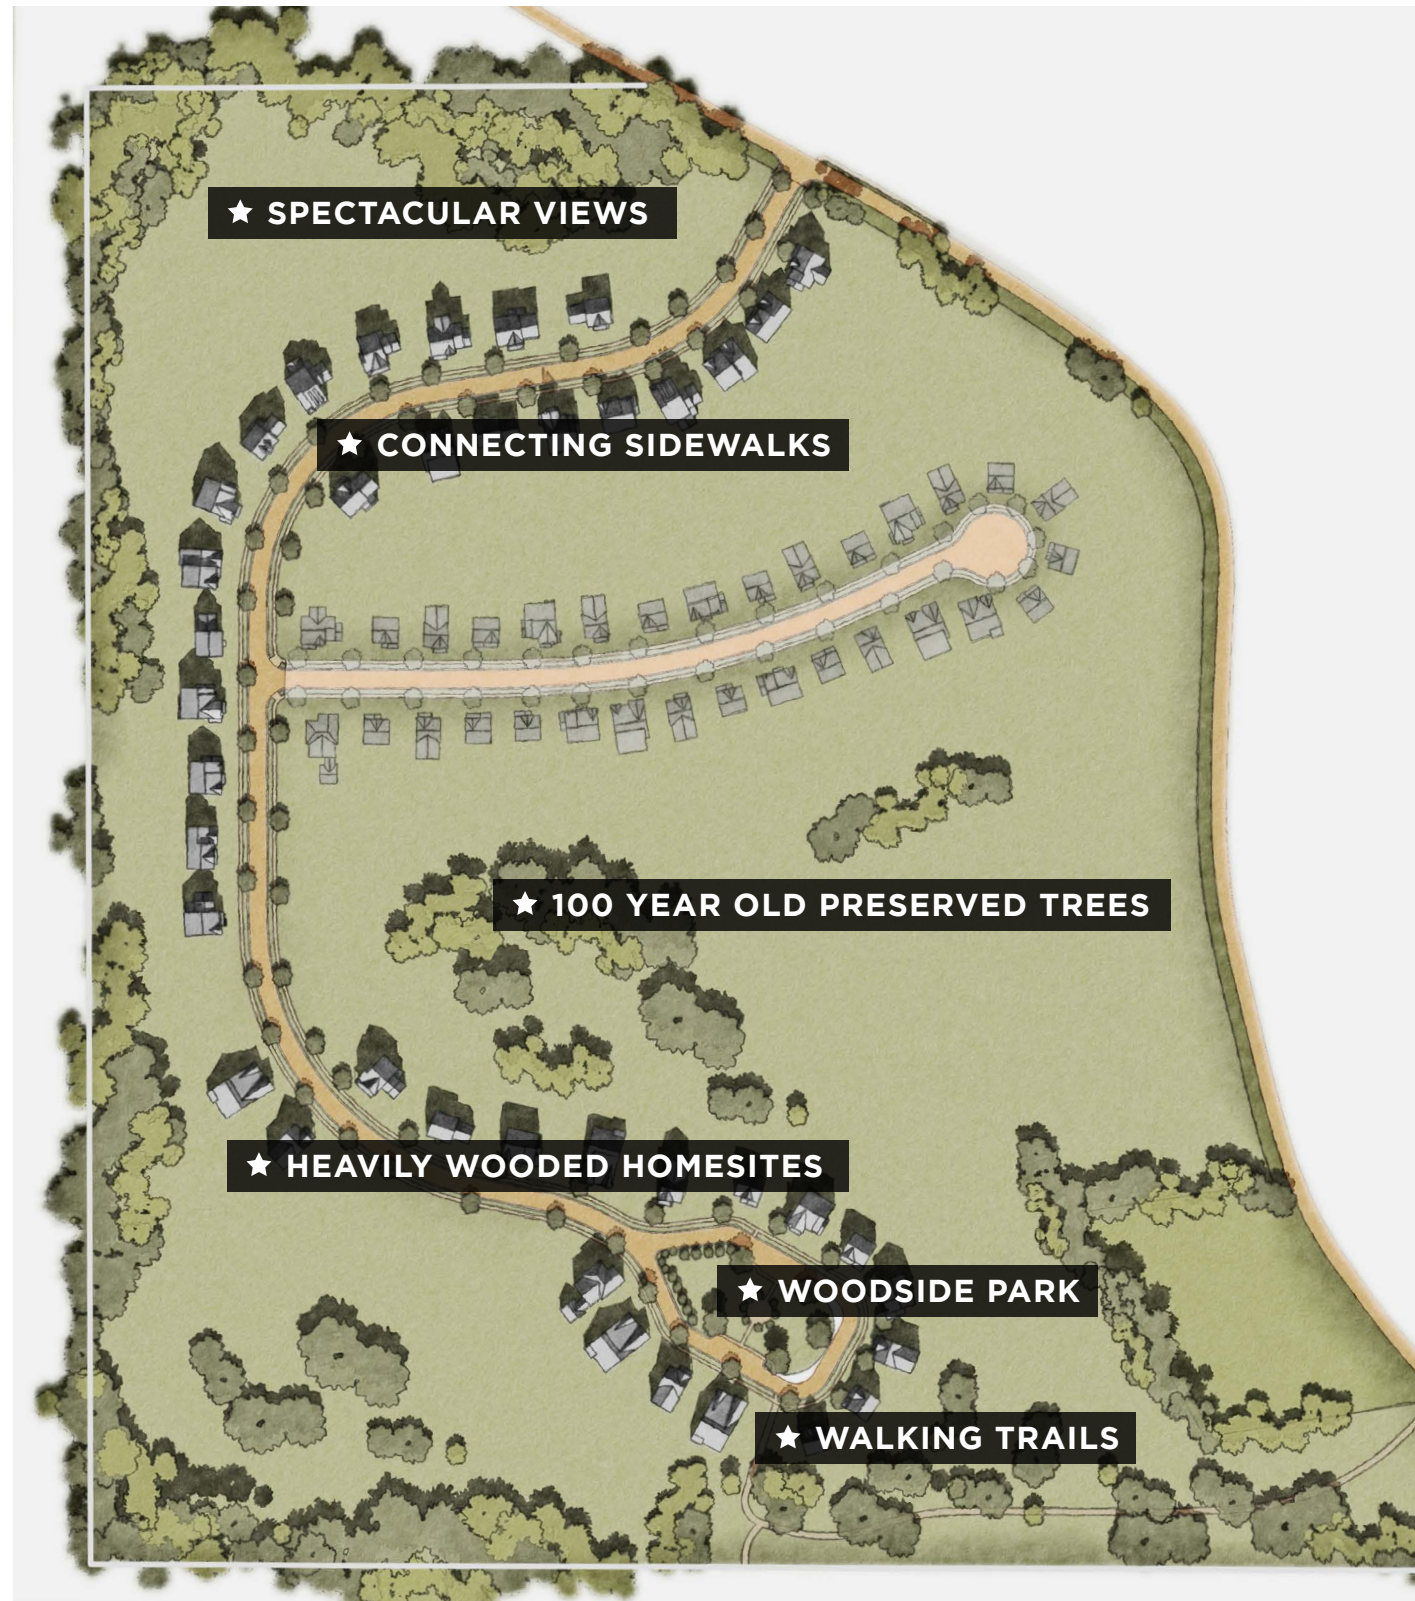 ★ SPECTACULAR VIEWS
★ CONNECTING SIDEWALKS
★ 100 YEAR OLD PRESERVED TREES
★ HEAVILY WOODED HOMESITES
★ WOODSIDE PARK
★ WALKING TRAILS